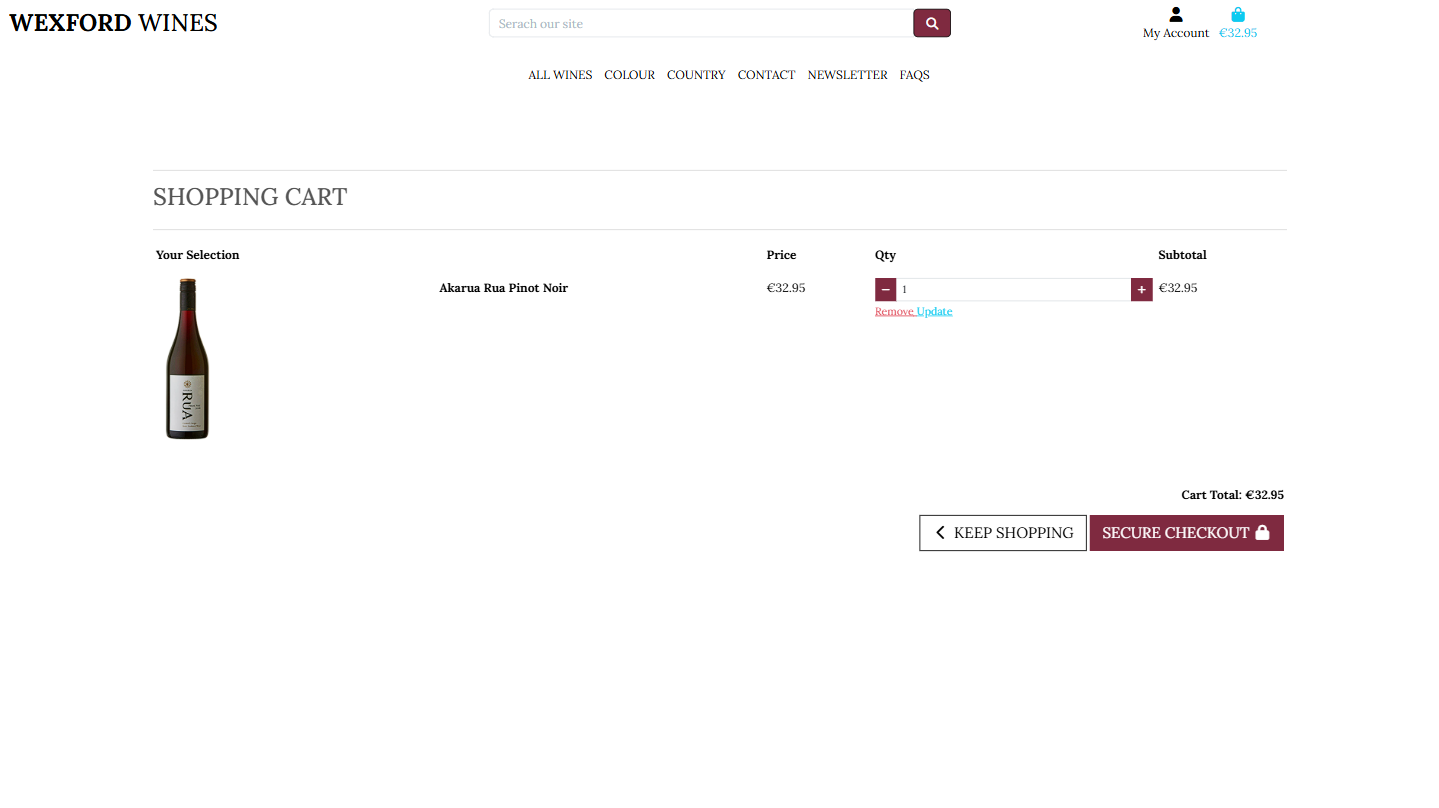 WEXFORD WINES
Serach our site
My Account €32.95
ALL WINES COLOUR COUNTRY CONTACT NEWSLETTER FAQS
SHOPPING CART
Your Selection Price Qty Subtotal
Akarua Rua Pinot Noir €32.95 1 €32.95
Remove Update
RUA
Cart Total: €32.95
KEEP SHOPPING SECURE CHECKOUT